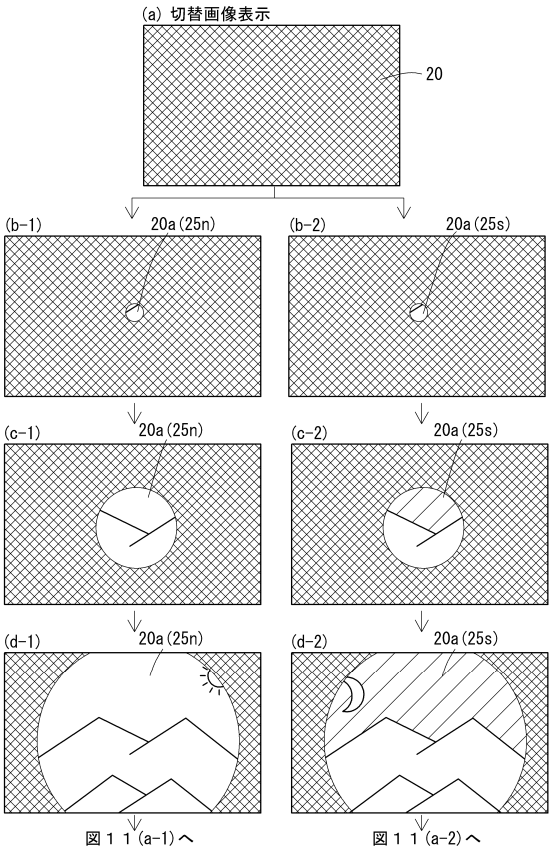 (a) 切替画像表示
20
(b-1) 20a(25n)
(b-2) 20a(25s)
(c-1) 20a(25n)
(c-2) 20a(25s)
(d-1) 20a(25n)
(d-2) 20a(25s)
図１１(a-1)へ
図１１(a-2)へ